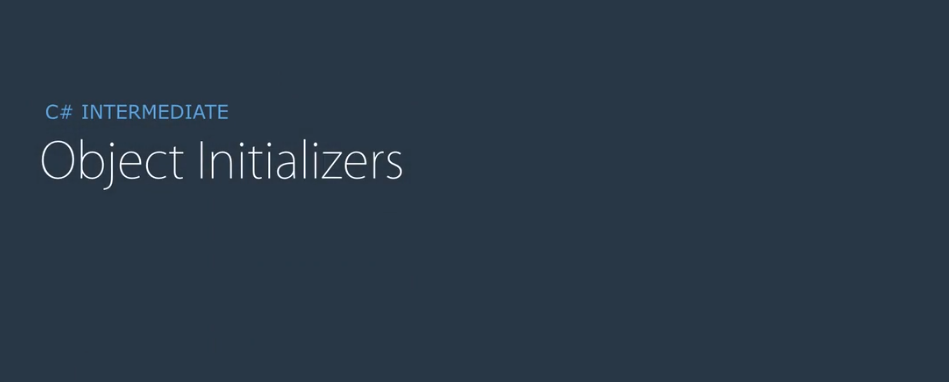 C# INTERMEDIATE
Object Initializers